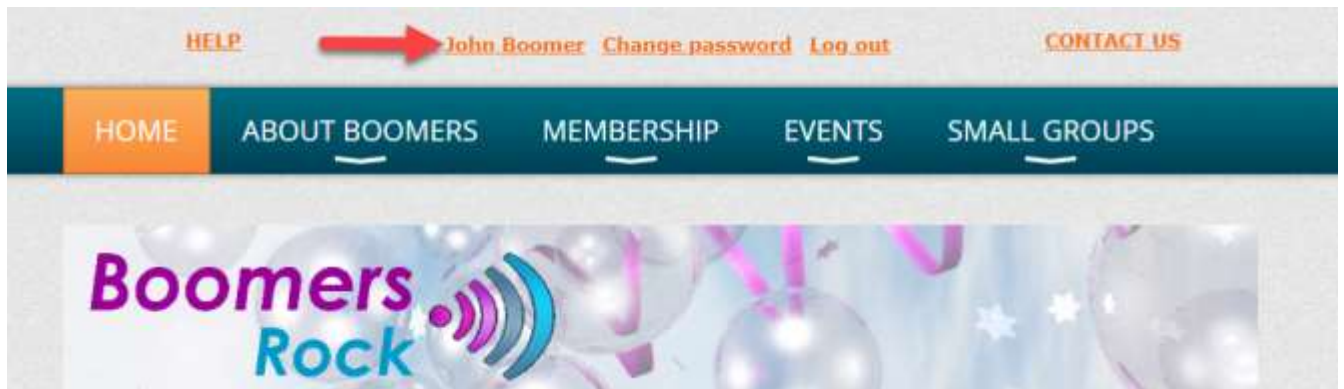 HELP John Boomer Change password Log out CONTACT US
HOME ABOUT BOOMERS MEMBERSHIP EVENTS SMALL GROUPS
Boomers
Rock